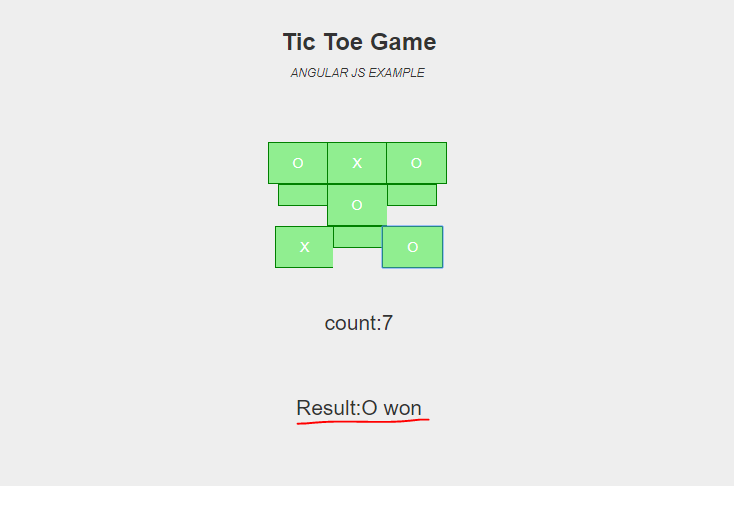 Tic Toe Game
ANGULAR JS EXAMPLE
O X O
O
X O
count:7
Result:O won